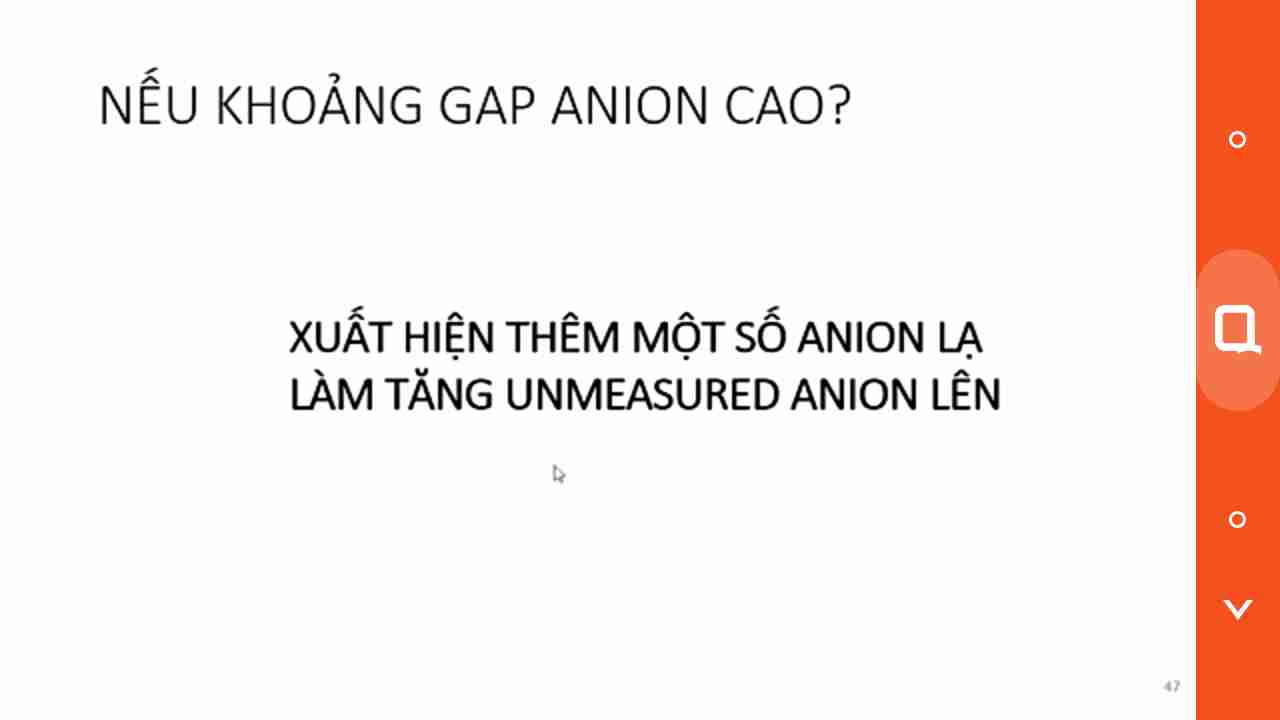 NẾU KHOẢNG GAP ANION CAO?
XUẤT HIỆN THÊM MỘT SỐ ANION LẠ
LÀM TĂNG UNMEASURED ANION LÊN
47